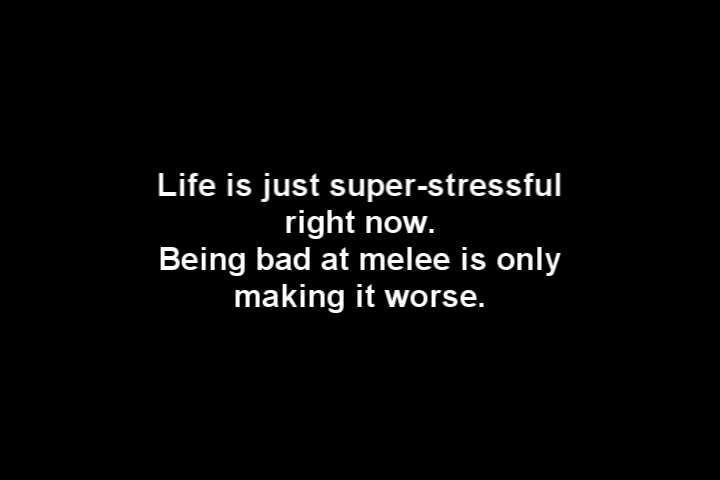 Life is just super-stressful
right now.
Being bad at melee is only
making it worse.